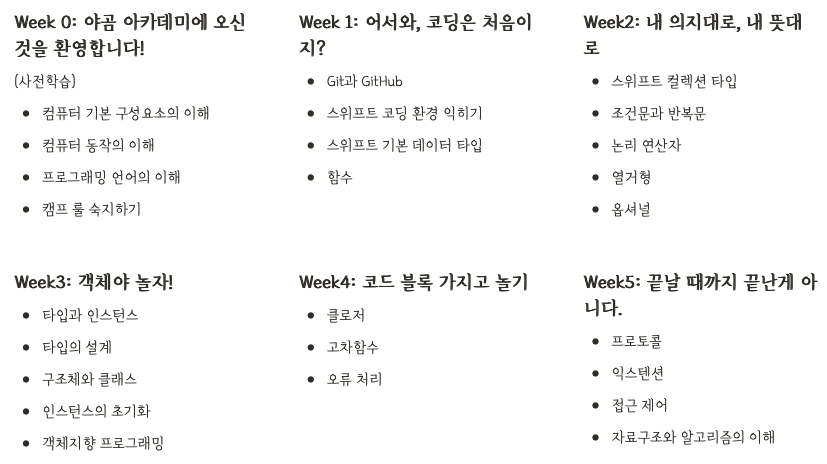 Week 0: 야곰 아카데미에 오신
것을 환영합니다!
(사전학습)
• 컴퓨터 기본 구성요소의 이해
• 컴퓨터 동작의 이해
• 프로그래밍 언어의 이해
• 캠프 룰 숙지하기
Week 1: 어서와, 코딩은 처음이
지?
• Git과 GitHub
• 스위프트 코딩 환경 익히기
• 스위프트 기본 데이터 타입
• 함수
Week2: 내 의지대로, 내 뜻대
로
• 스위프트 컬렉션 타입
• 조건문과 반복문
• 논리 연산자
• 열거형
• 옵셔널
Week3: 객체야 놀자!
• 타입과 인스턴스
• 타입의 설계
• 구조체와 클래스
• 인스턴스의 초기화
• 객체지향 프로그래밍
Week4: 코드 블록 가지고 놀기
• 클로저
• 고차함수
• 오류 처리
Week5: 끝날 때까지 끝난게 아
니다.
• 프로토콜
• 익스텐션
• 접근 제어
• 자료구조와 알고리즘의 이해